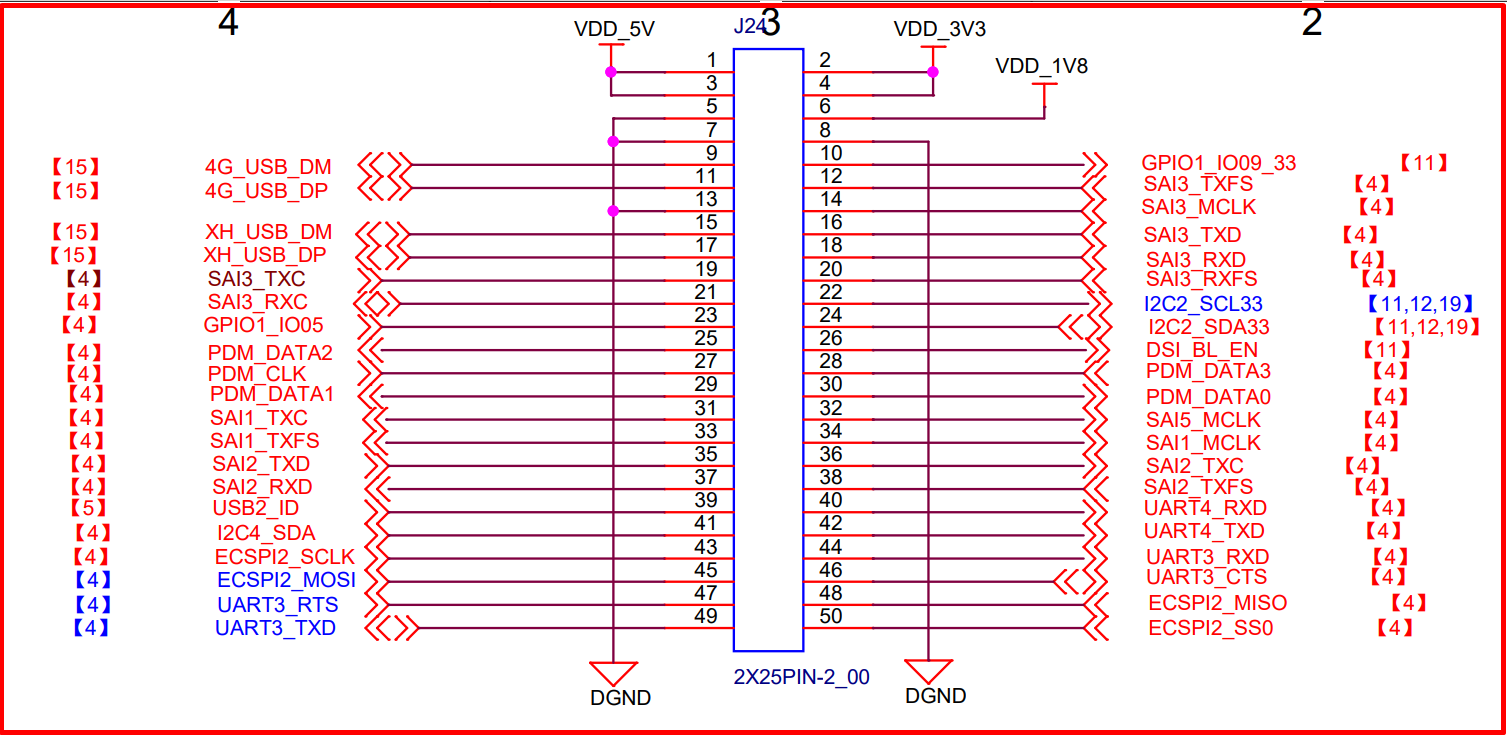 4 3 2
VDD_5V J24 VDD_3V3
VDD_1V8
1 2
3 4
5 6
7 8
【15】 4G_USB_DM 9 10 GPIO1_IO09_33 【11】
【15】 4G_USB_DP 11 12 SAI3_TXFS 【4】
13 14 SAI3_MCLK 【4】
【15】 XH_USB_DM 15 16 SAI3_TXD 【4】
【15】 XH_USB_DP 17 18 SAI3_RXD 【4】
【4】 SAI3_TXC 19 20 SAI3_RXFS 【4】
【4】 SAI3_RXC 21 22 I2C2_SCL33 【11,12,19】
【4】 GPIO1_IO05 23 24 I2C2_SDA33 【11,12,19】
【4】 PDM_DATA2 25 26 DSI_BL_EN 【11】
【4】 PDM_CLK 27 28 PDM_DATA3 【4】
【4】 PDM_DATA1 29 30 PDM_DATA0 【4】
【4】 SAI1_TXC 31 32 SAI5_MCLK 【4】
【4】 SAI1_TXFS 33 34 SAI1_MCLK 【4】
【4】 SAI2_TXD 35 36 SAI2_TXC 【4】
【4】 SAI2_RXD 37 38 SAI2_TXFS 【4】
【5】 USB2_ID 39 40 UART4_RXD 【4】
【4】 I2C4_SDA 41 42 UART4_TXD 【4】
【4】 ECSPI2_SCLK 43 44 UART3_RXD 【4】
【4】 ECSPI2_MOSI 45 46 UART3_CTS 【4】
【4】 UART3_RTS 47 48 ECSPI2_MISO 【4】
【4】 UART3_TXD 49 50 ECSPI2_SS0 【4】
2X25PIN-2_00
DGND DGND